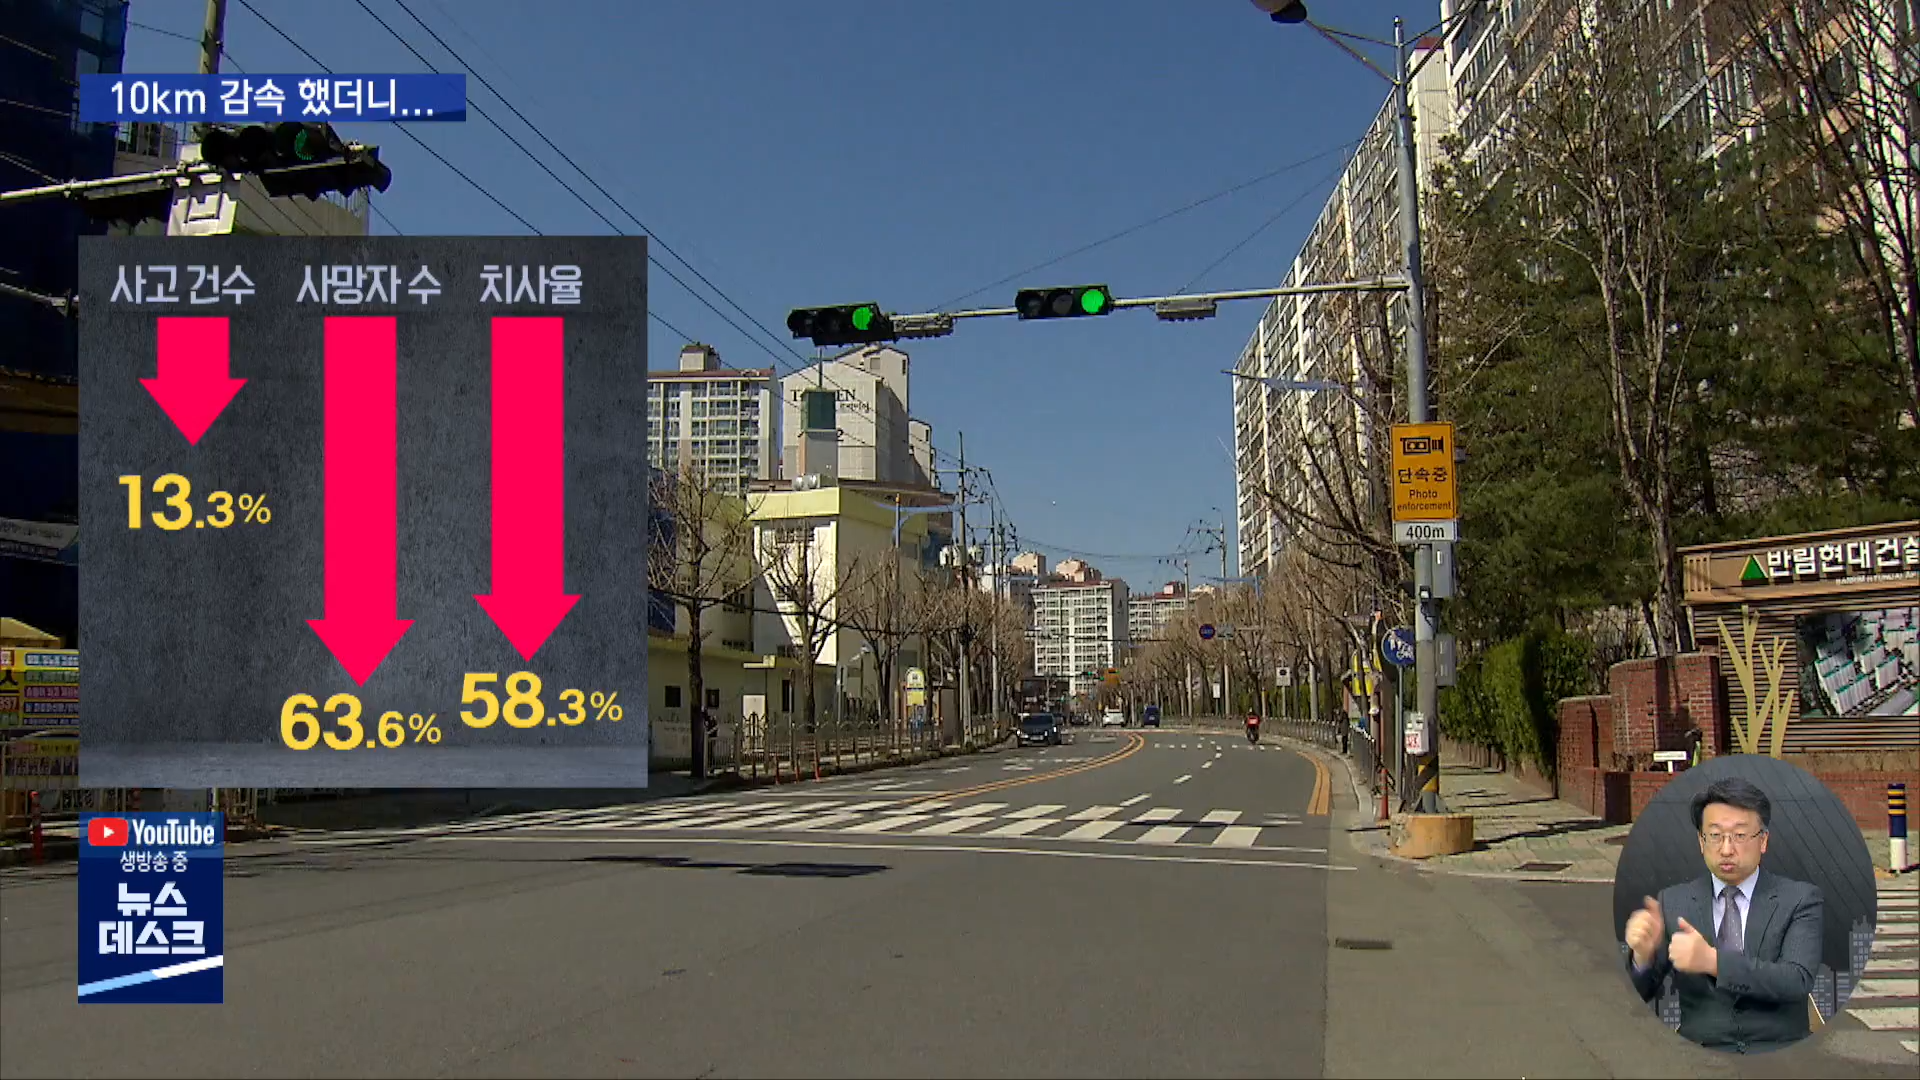 10km 감속 했더니...
사고 건수 사망자 수 치사율
13.3%
63.6%
58.3%
단속중
Photo
enforcement
400m
반림현대건설
YouTube
생방송 중
뉴스
데스크